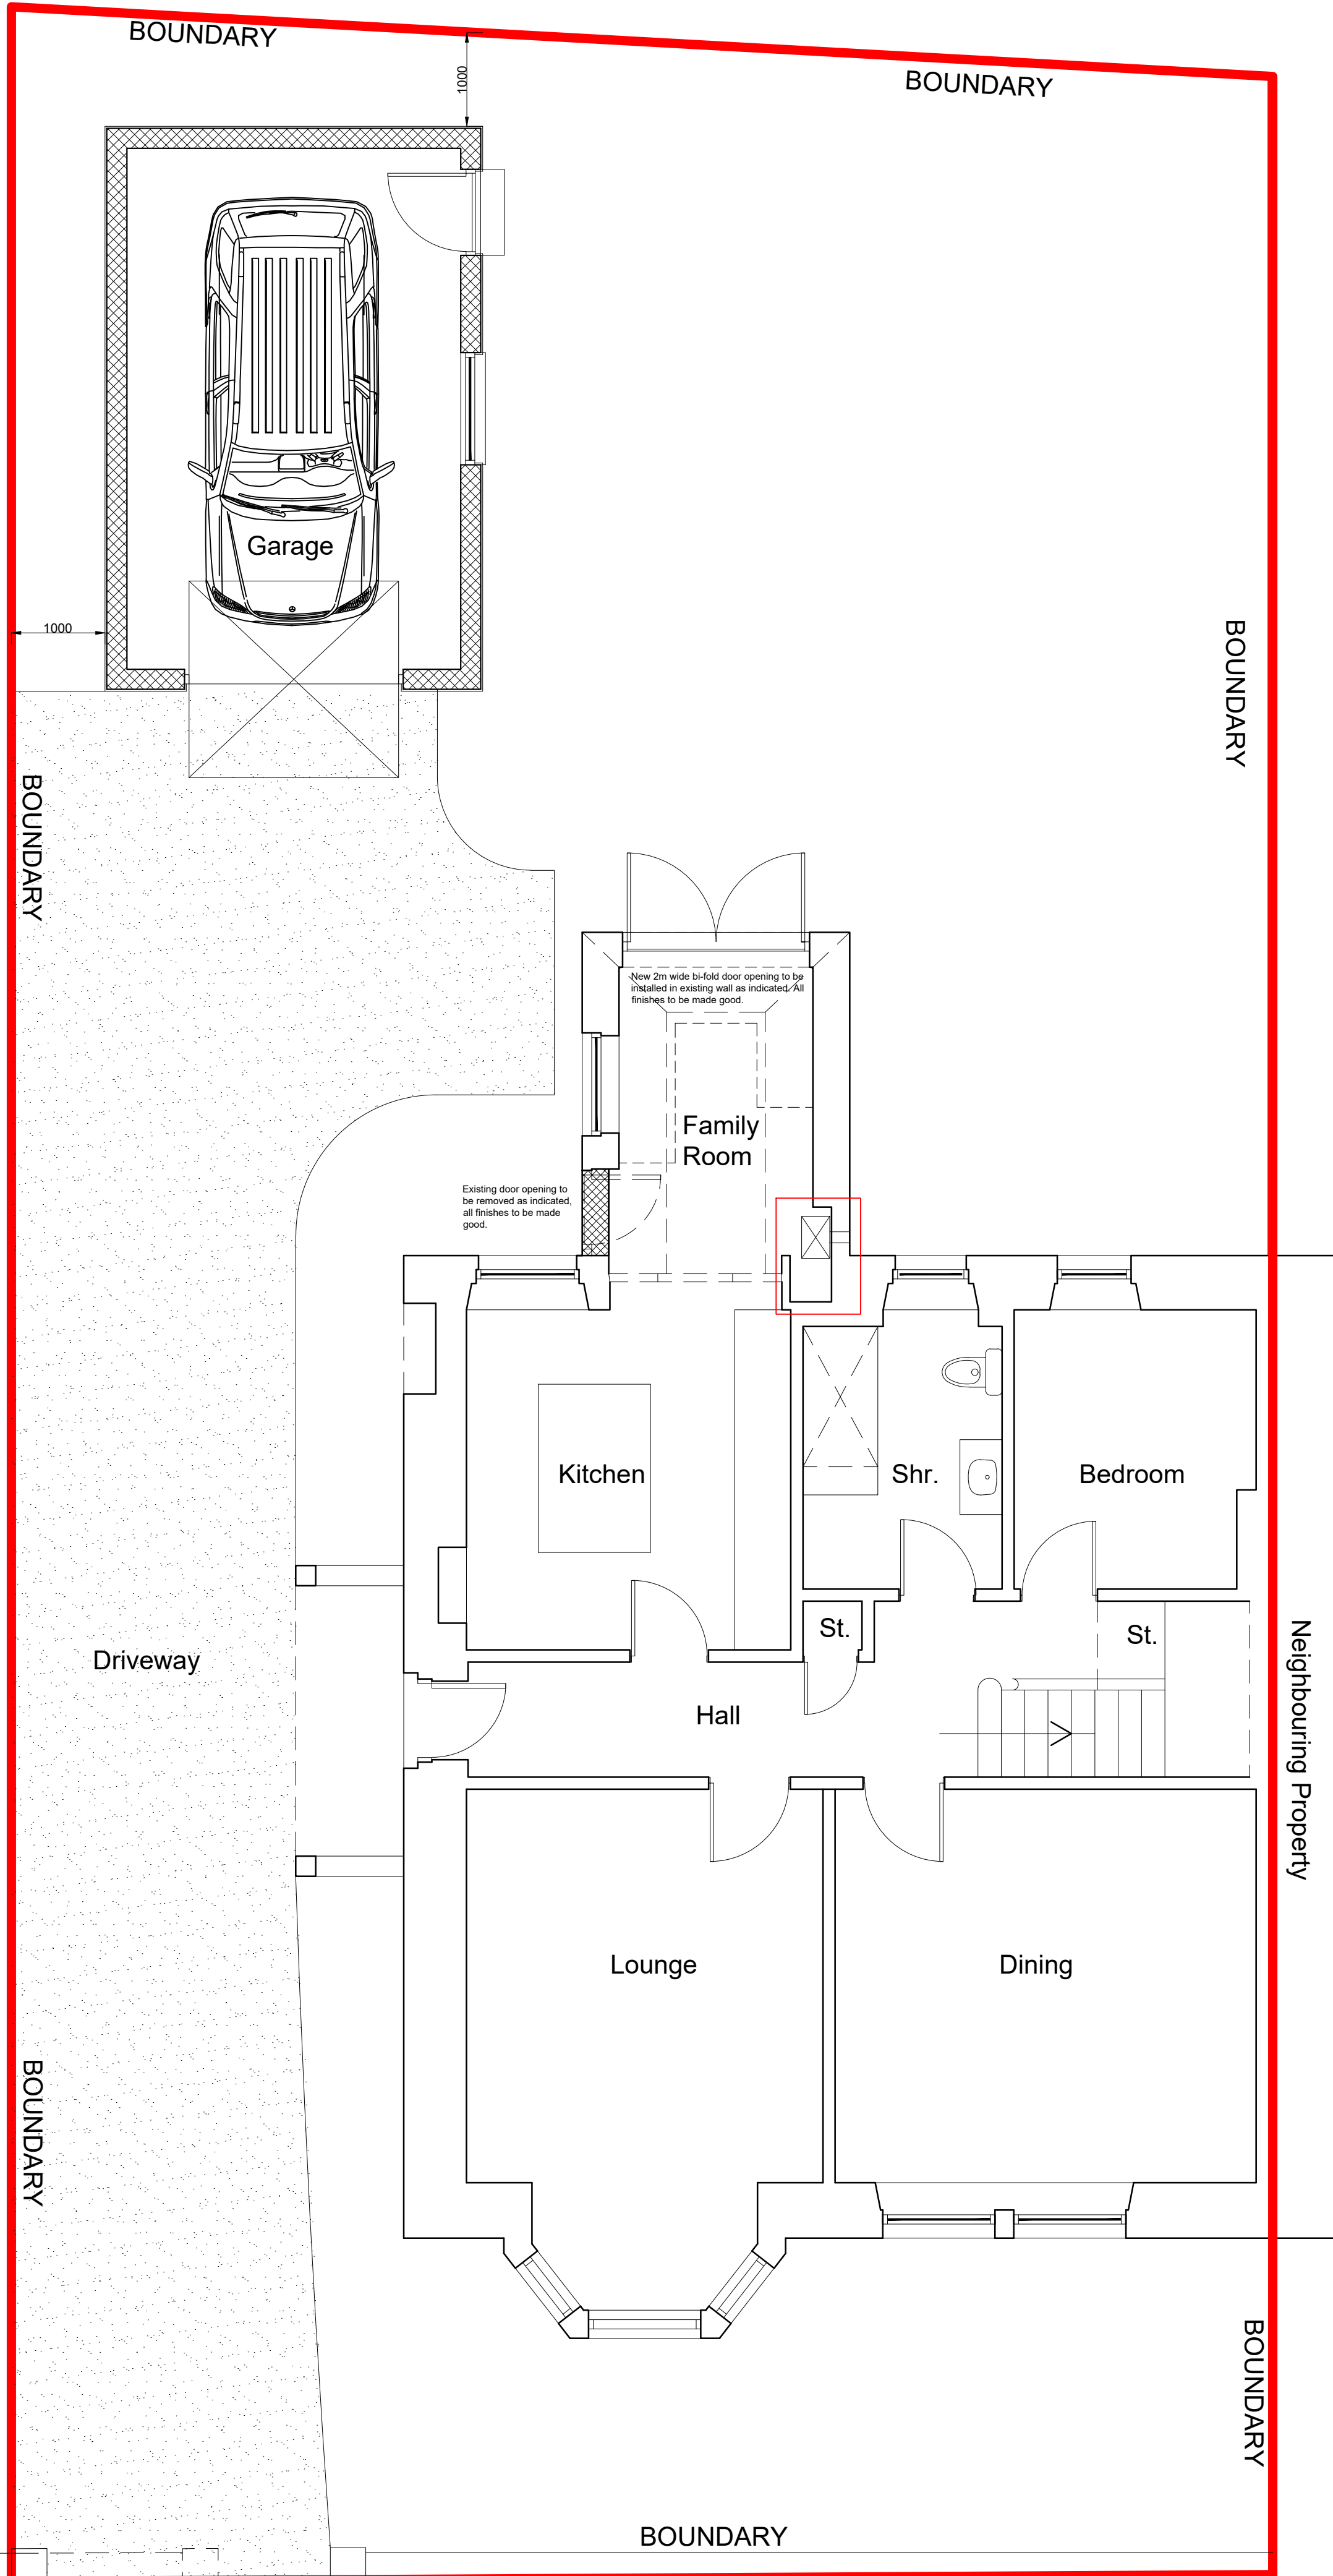 BOUNDARY
BOUNDARY
1000
Garage
1000
BOUNDARY
BOUNDARY
New 2m wide bi-fold door opening to be
installed in existing wall as indicated. All
finishes to be made good.
Family
Room
Existing door opening to
be removed as indicated,
all finishes to be made
good.
Kitchen
Shr.
Bedroom
St.
St.
Driveway
Hall
Neighbouring Property
Lounge
Dining
BOUNDARY
BOUNDARY
BOUNDARY